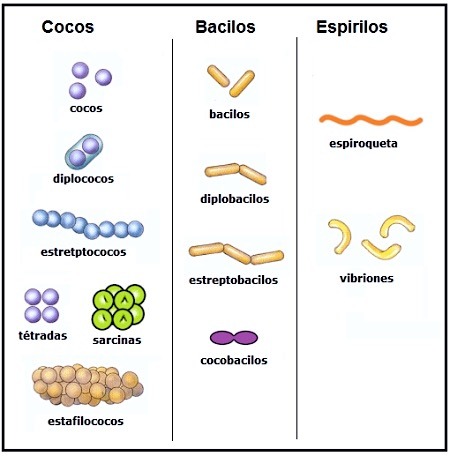 Cocos
cocos
diplococos
estretptococos
tétradas
sarcinas
estafilococos
Bacilos
bacilos
diplobacilos
estreptobacilos
cocobacilos
Espirilos
espiroqueta
vibriones